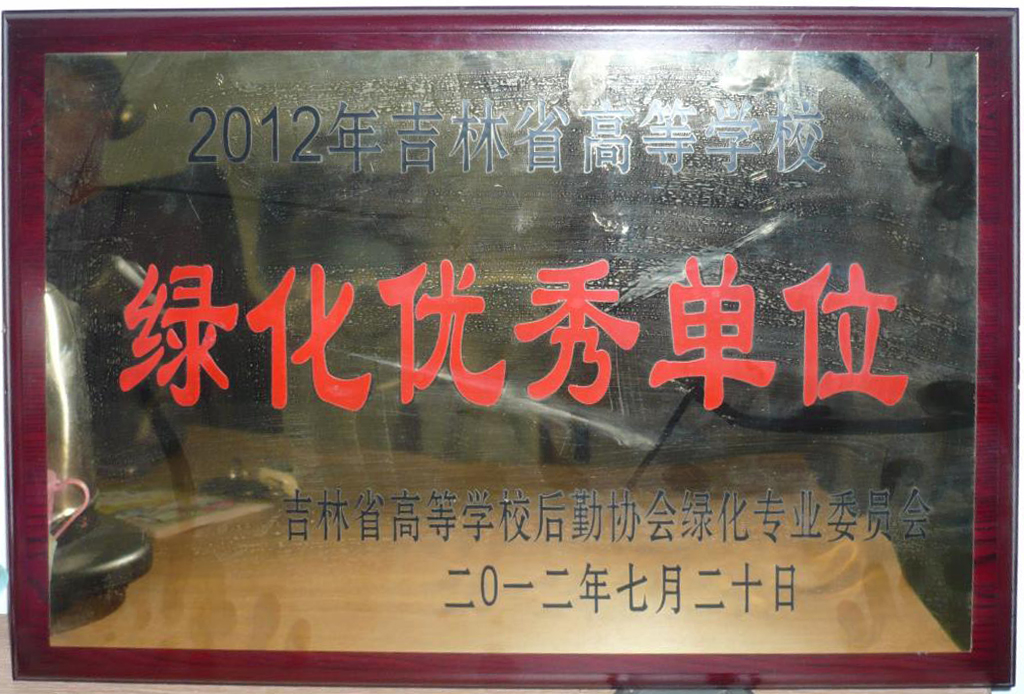 2012年吉林省高等学校
绿化优秀单位
吉林省高等学校后勤协会绿化专业委员会
二0一二年七月二十日